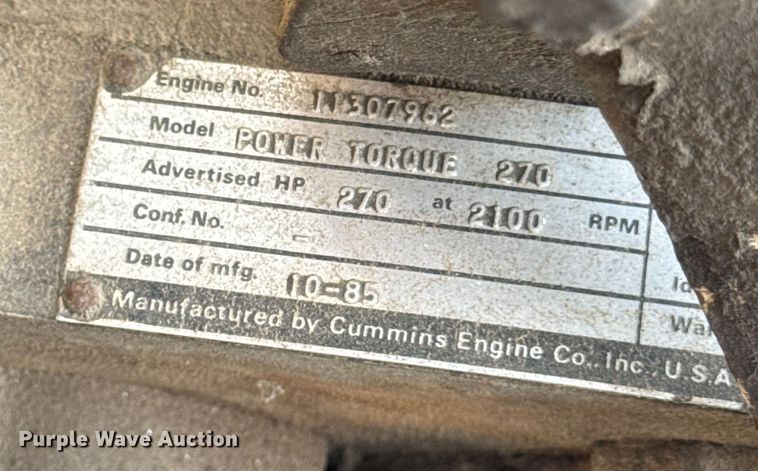 Engine No. 11307962
Model POWER TORQUE 270
Advertised HP 270 at 2100 RPM
Conf. No. –
Date of mfg. 10-85
Manufactured by Cummins Engine Co., Inc., U.S.A
Purple Wave Auction